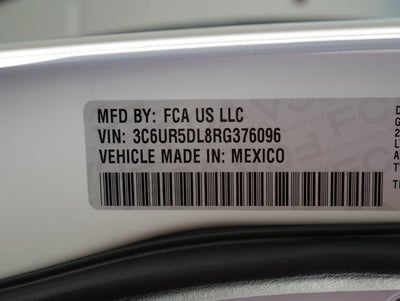 MFD BY: FCA US LLC
VIN: 3C6UR5DL8RG376096
VEHICLE MADE IN: MEXICO